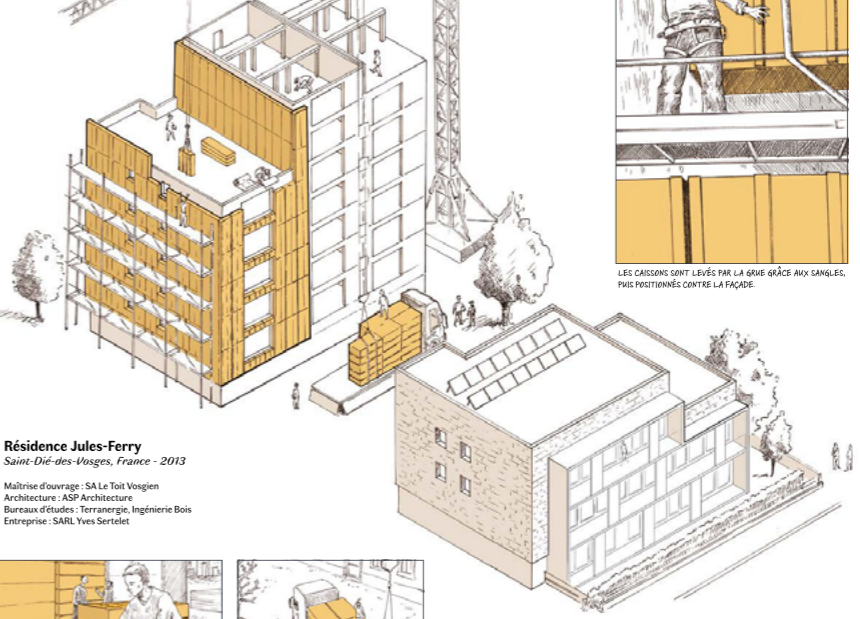 LES CAISSONS SONT LEVÉS PAR LA GRUE GRÂCE AUX SANGLES,
PUIS POSITIONNÉS CONTRE LA FAÇADE.
Résidence Jules-Ferry
Saint-Dié-des-Vosges, France - 2013
Maîtrise d'ouvrage : SA Le Toit Vosgien
Architecture : ASP Architecture
Bureaux d'études : Terranergie, Ingénierie Bois
Entreprise : SARL Yves Sertelet